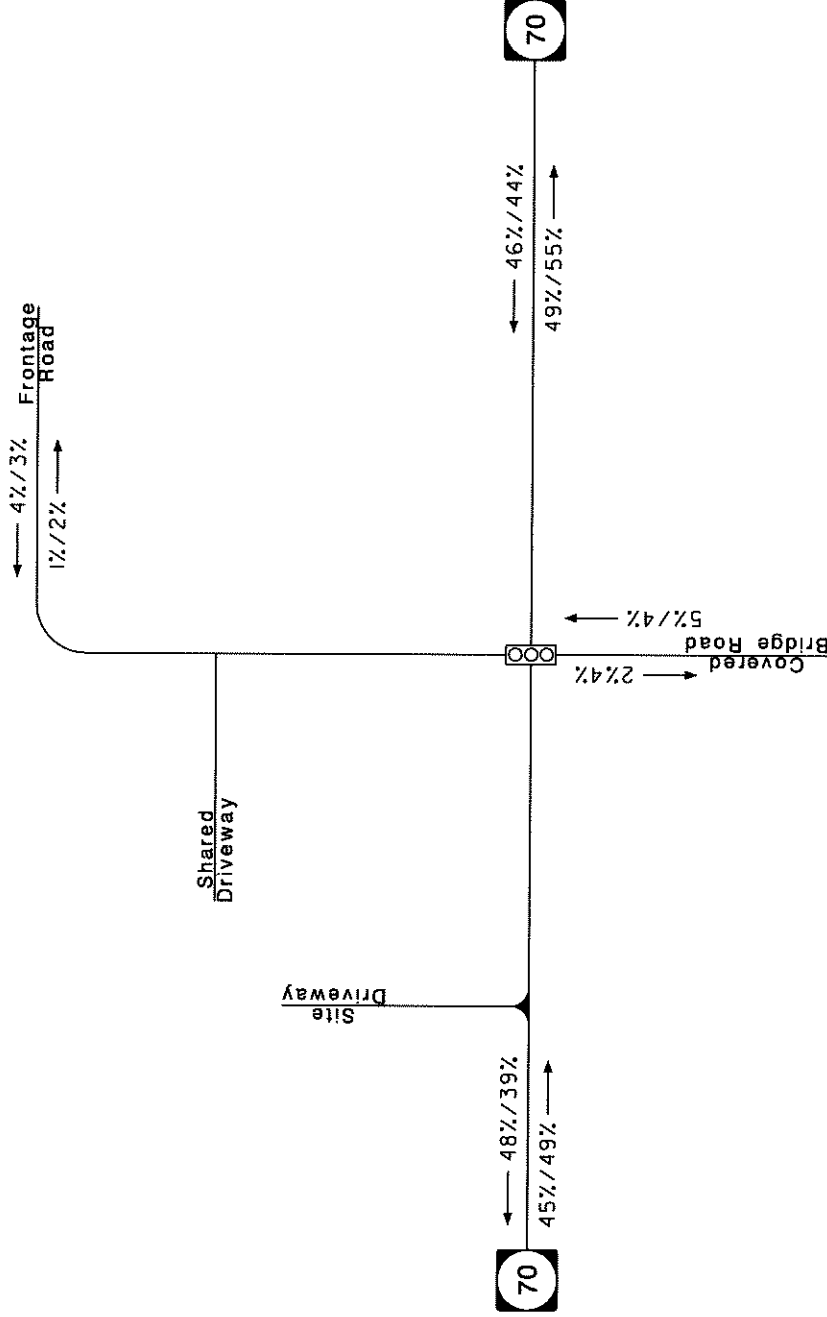 4%/3%
Frontage
Road
1%/2%
70
46%/44%
49%/55%
Shared
Driveway
Site
Driveway
5%/4%
2%4%
Covered
Bridge Road
48%/39%
45%/49%
70